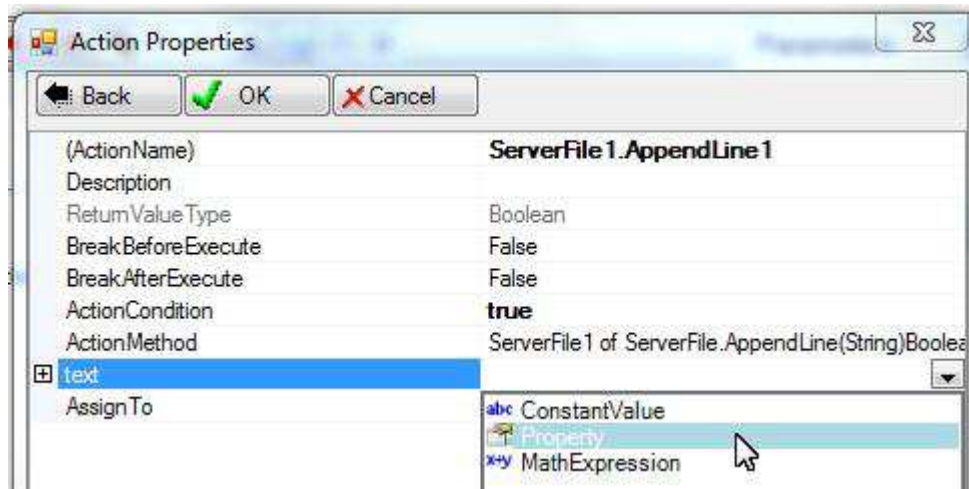 Action Properties
Back OK Cancel
(ActionName) ServerFile1.AppendLine1
Description
ReturnValueType Boolean
BreakBeforeExecute False
BreakAfterExecute False
ActionCondition true
ActionMethod ServerFile1 of ServerFile.AppendLine(String)Boolea
text
AssignTo
abc ConstantValue
Property
x+y MathExpression